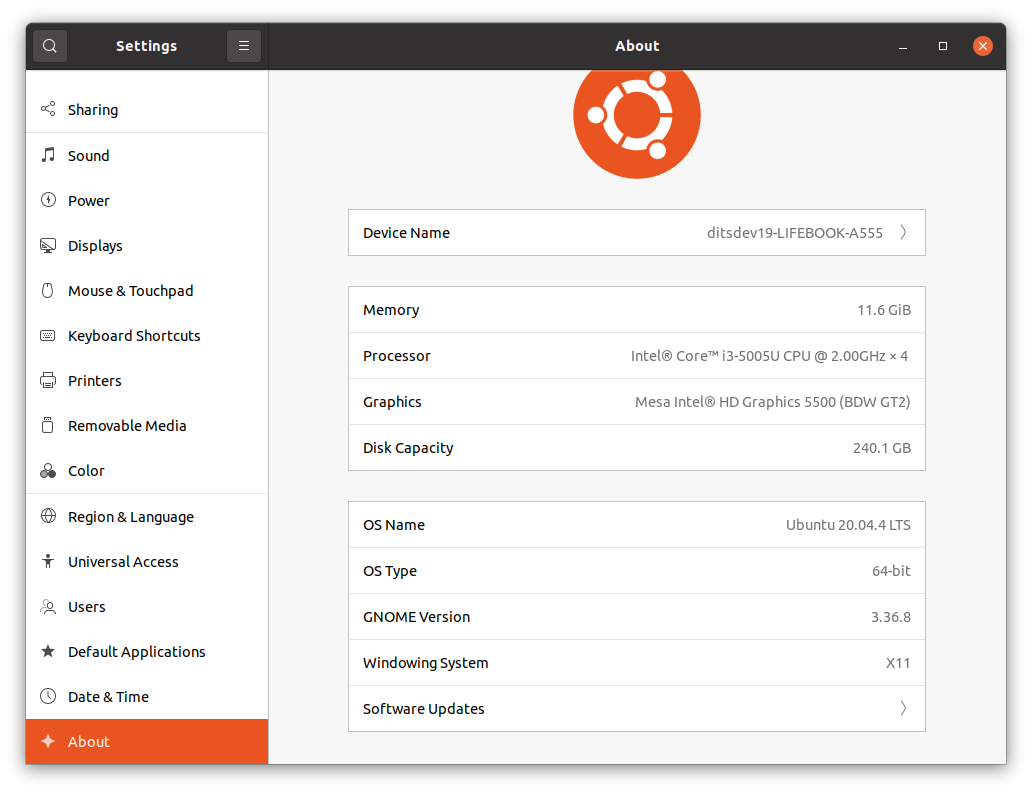 Settings
About
Sharing
Sound
Power
Displays
Mouse & Touchpad
Keyboard Shortcuts
Printers
Removable Media
Color
Region & Language
Universal Access
Users
Default Applications
Date & Time
About
Device Name ditsdev19-LIFEBOOK-A555
Memory 11.6 GiB
Processor Intel® Core™ i3-5005U CPU @ 2.00GHz × 4
Graphics Mesa Intel® HD Graphics 5500 (BDW GT2)
Disk Capacity 240.1 GB
OS Name Ubuntu 20.04.4 LTS
OS Type 64-bit
GNOME Version 3.36.8
Windowing System X11
Software Updates